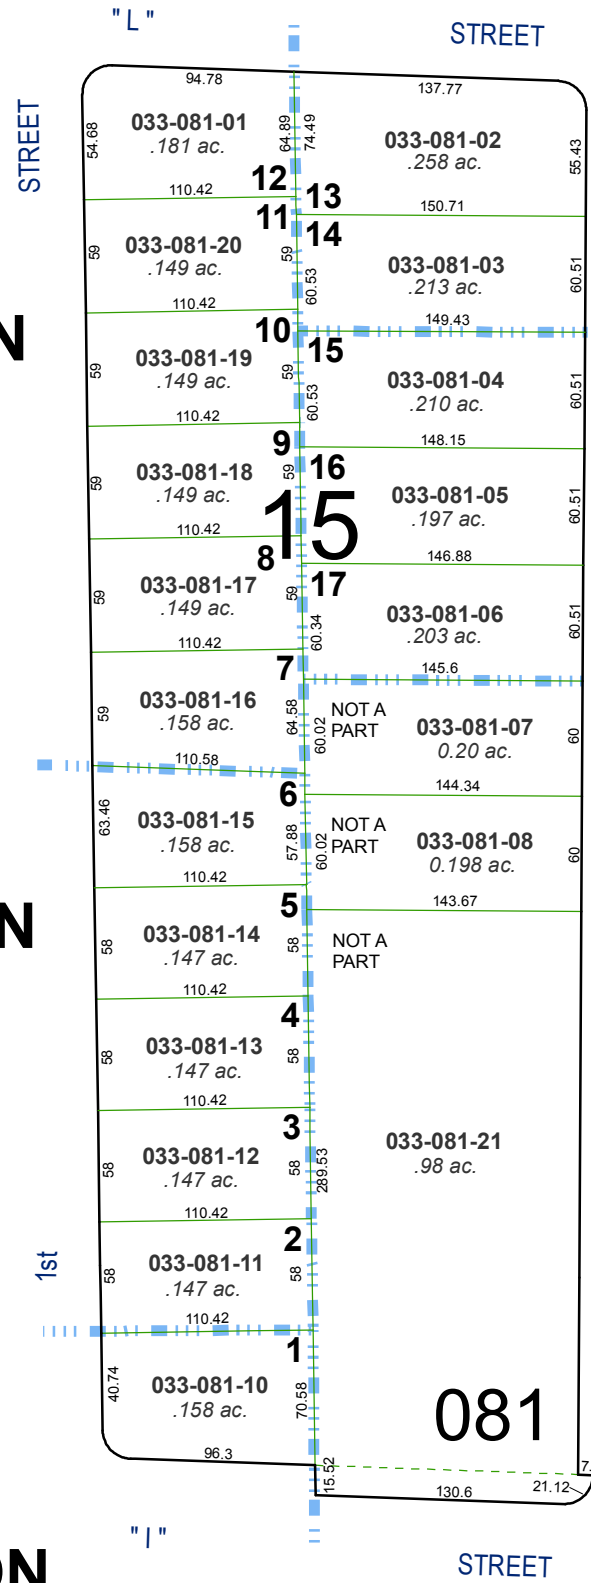 "L"
STREET
STREET
94.78
137.77
54.68
033-081-01
.181 ac.
64.89
74.49
033-081-02
.258 ac.
55.43
12
13
110.42
150.71
11
14
59
033-081-20
.149 ac.
59
60.53
033-081-03
.213 ac.
60.51
110.42
149.43
N
10
15
59
033-081-19
.149 ac.
59
60.53
033-081-04
.210 ac.
60.51
110.42
148.15
9
16
59
033-081-18
.149 ac.
59
15
033-081-05
.197 ac.
60.51
110.42
146.88
8
17
59
033-081-17
.149 ac.
59
60.34
033-081-06
.203 ac.
60.51
110.42
145.6
7
59
033-081-16
.158 ac.
64.58
60.02
NOT A
PART
033-081-07
0.20 ac.
60
110.58
144.34
6
63.46
033-081-15
.158 ac.
57.88
60.02
NOT A
PART
033-081-08
0.198 ac.
60
110.42
143.67
5
N
58
033-081-14
.147 ac.
58
NOT A
PART
110.42
4
58
033-081-13
.147 ac.
58
110.42
3
58
033-081-12
.147 ac.
58
289.53
033-081-21
.98 ac.
110.42
2
1st
58
033-081-11
.147 ac.
58
110.42
1
40.74
033-081-10
.158 ac.
70.58
081
96.3
15.52
130.6
21.12
7.
"I"
STREET
ON